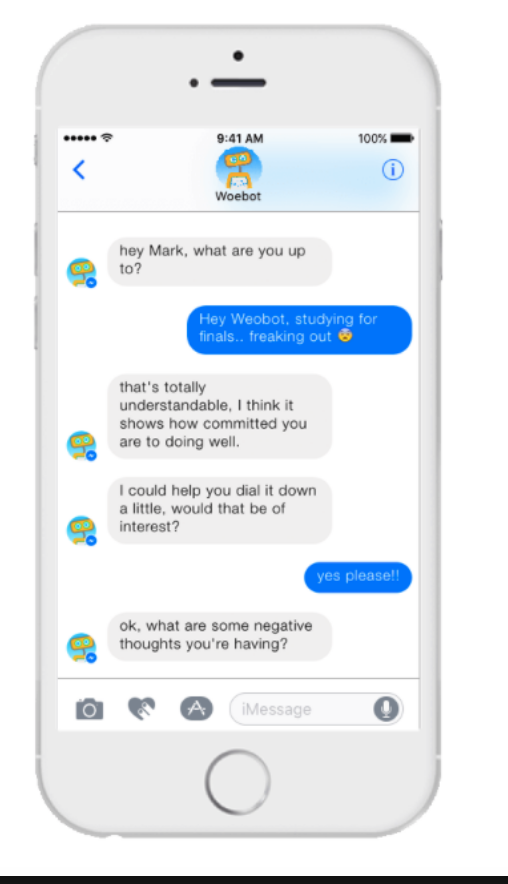 9:41 AM
100%
Woebot
hey Mark, what are you up
to?
Hey Weobot, studying for
finals.. freaking out 😨
that's totally
understandable, I think it
shows how committed you
are to doing well.
I could help you dial it down
a little, would that be of
interest?
yes please!!
ok, what are some negative
thoughts you're having?
iMessage